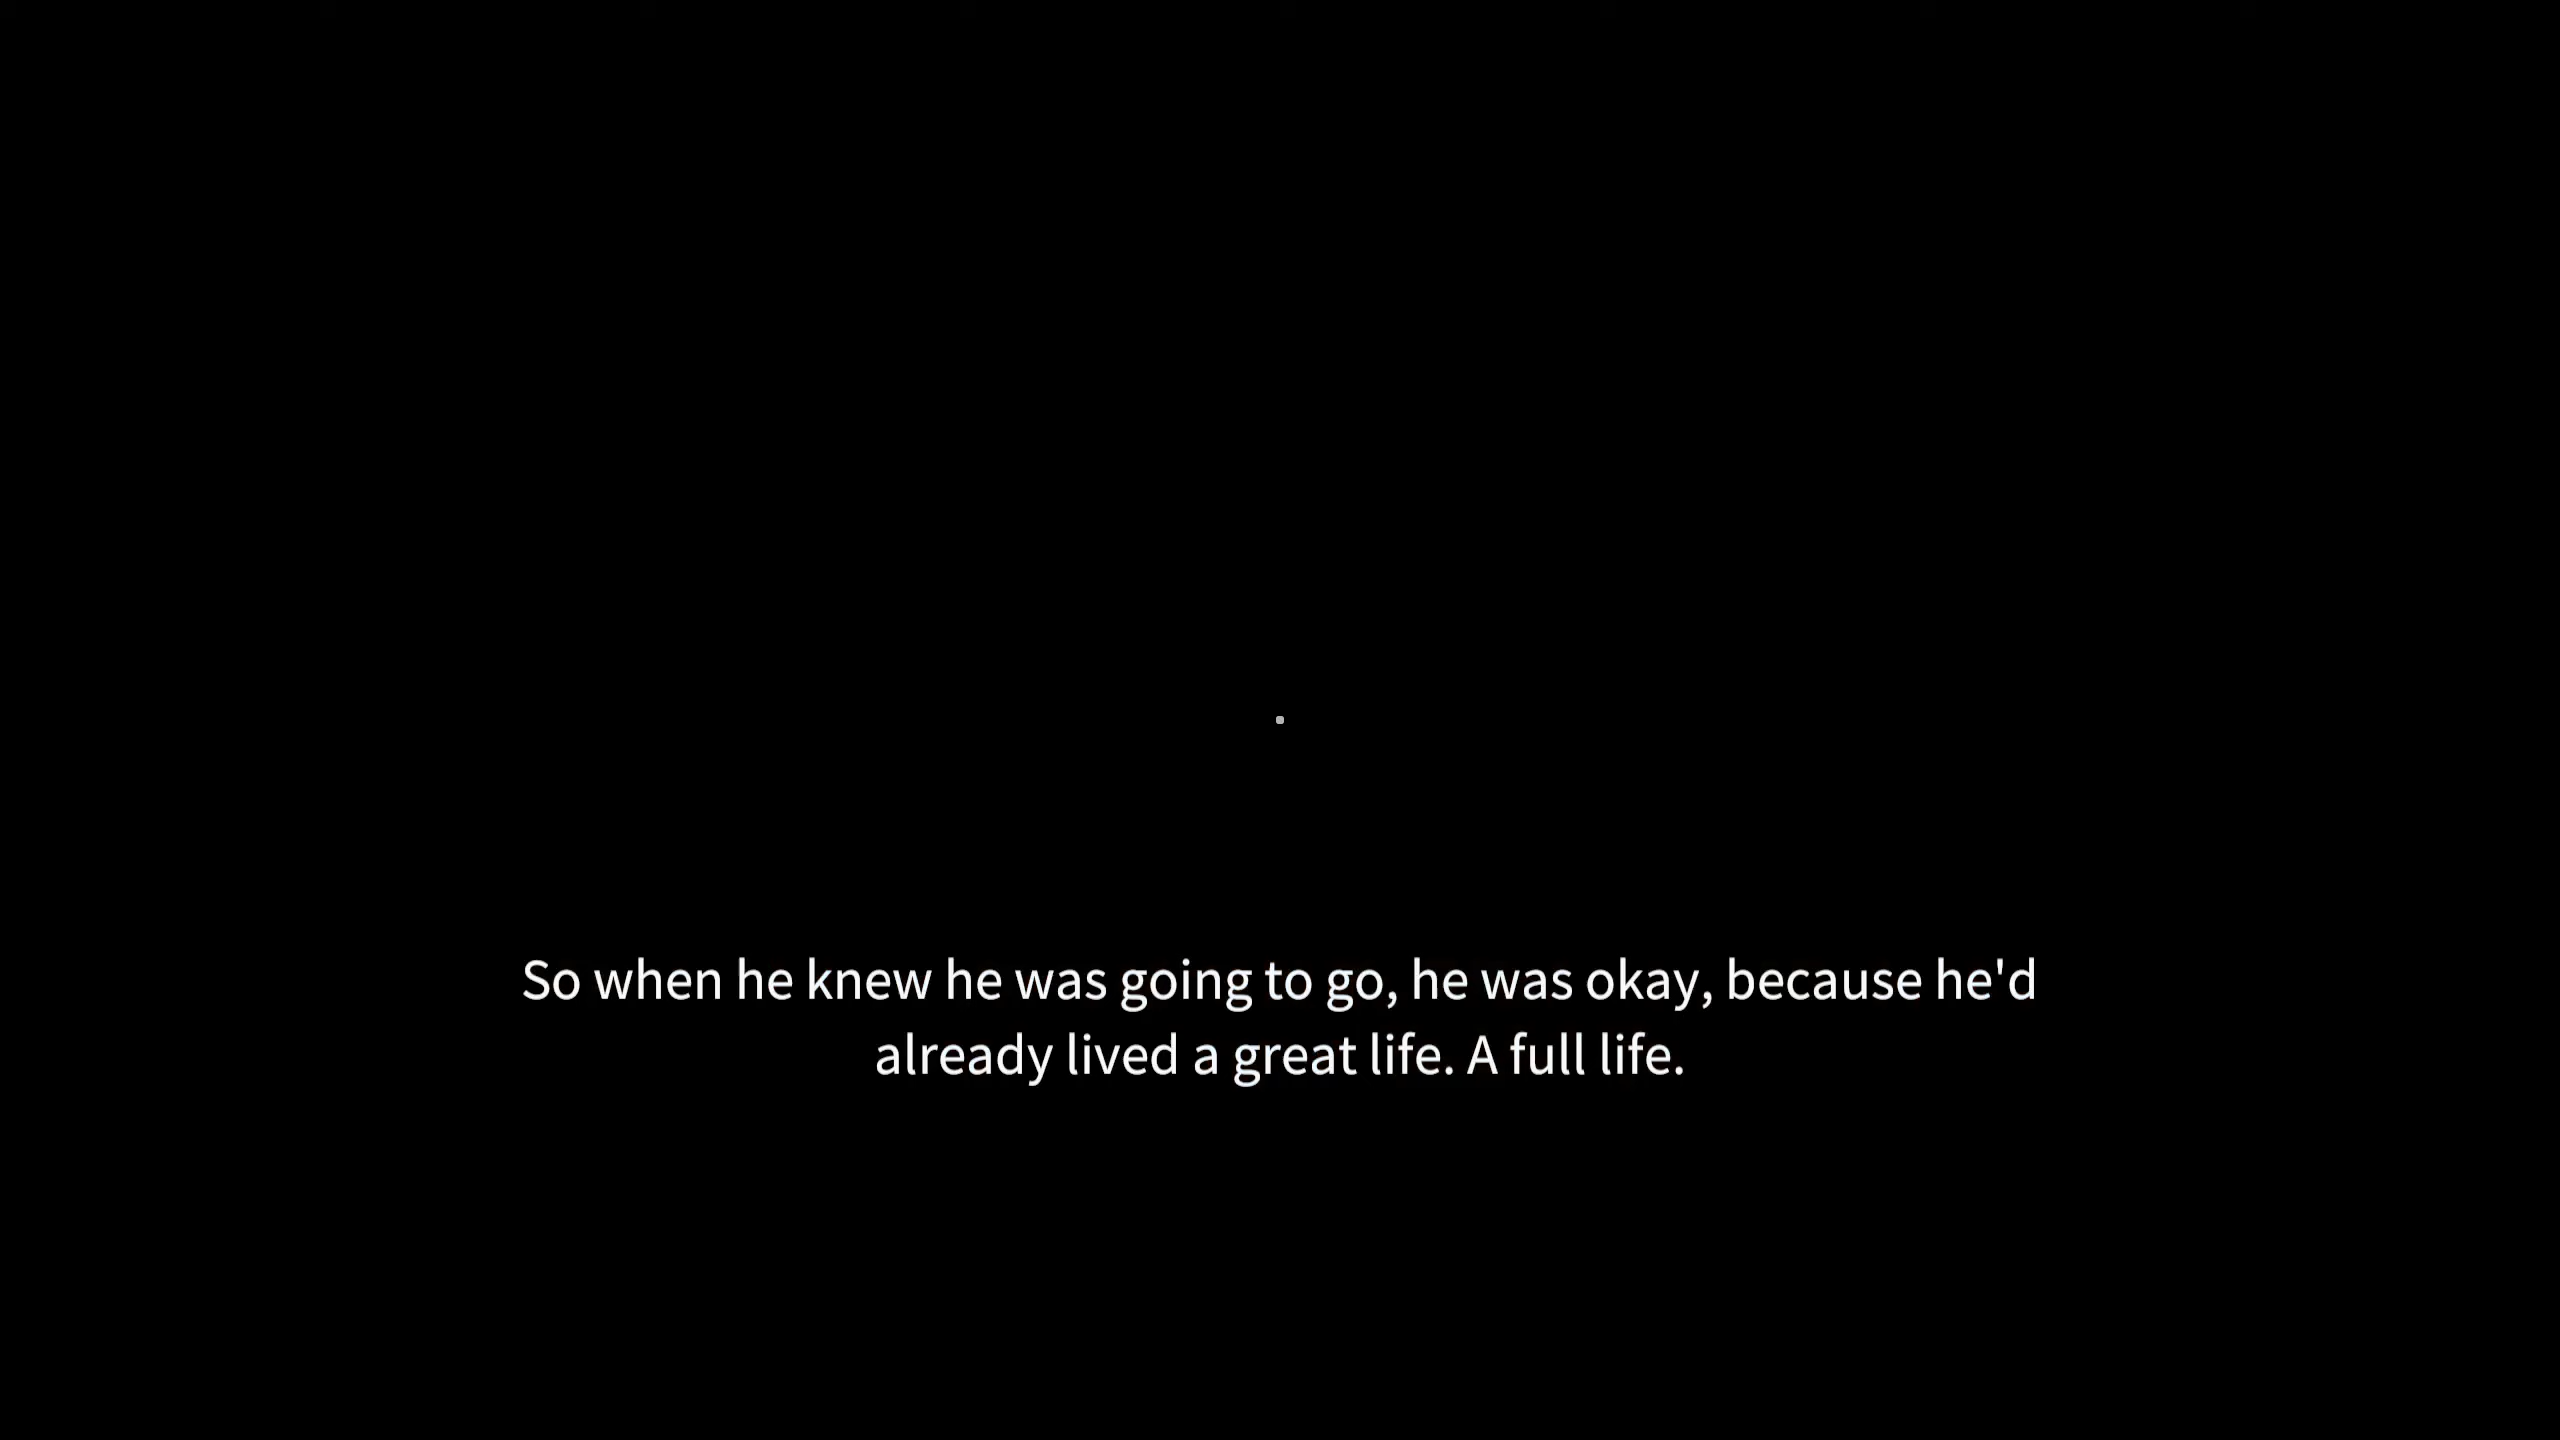 So when he knew he was going to go, he was okay, because he'd
already lived a great life. A full life.